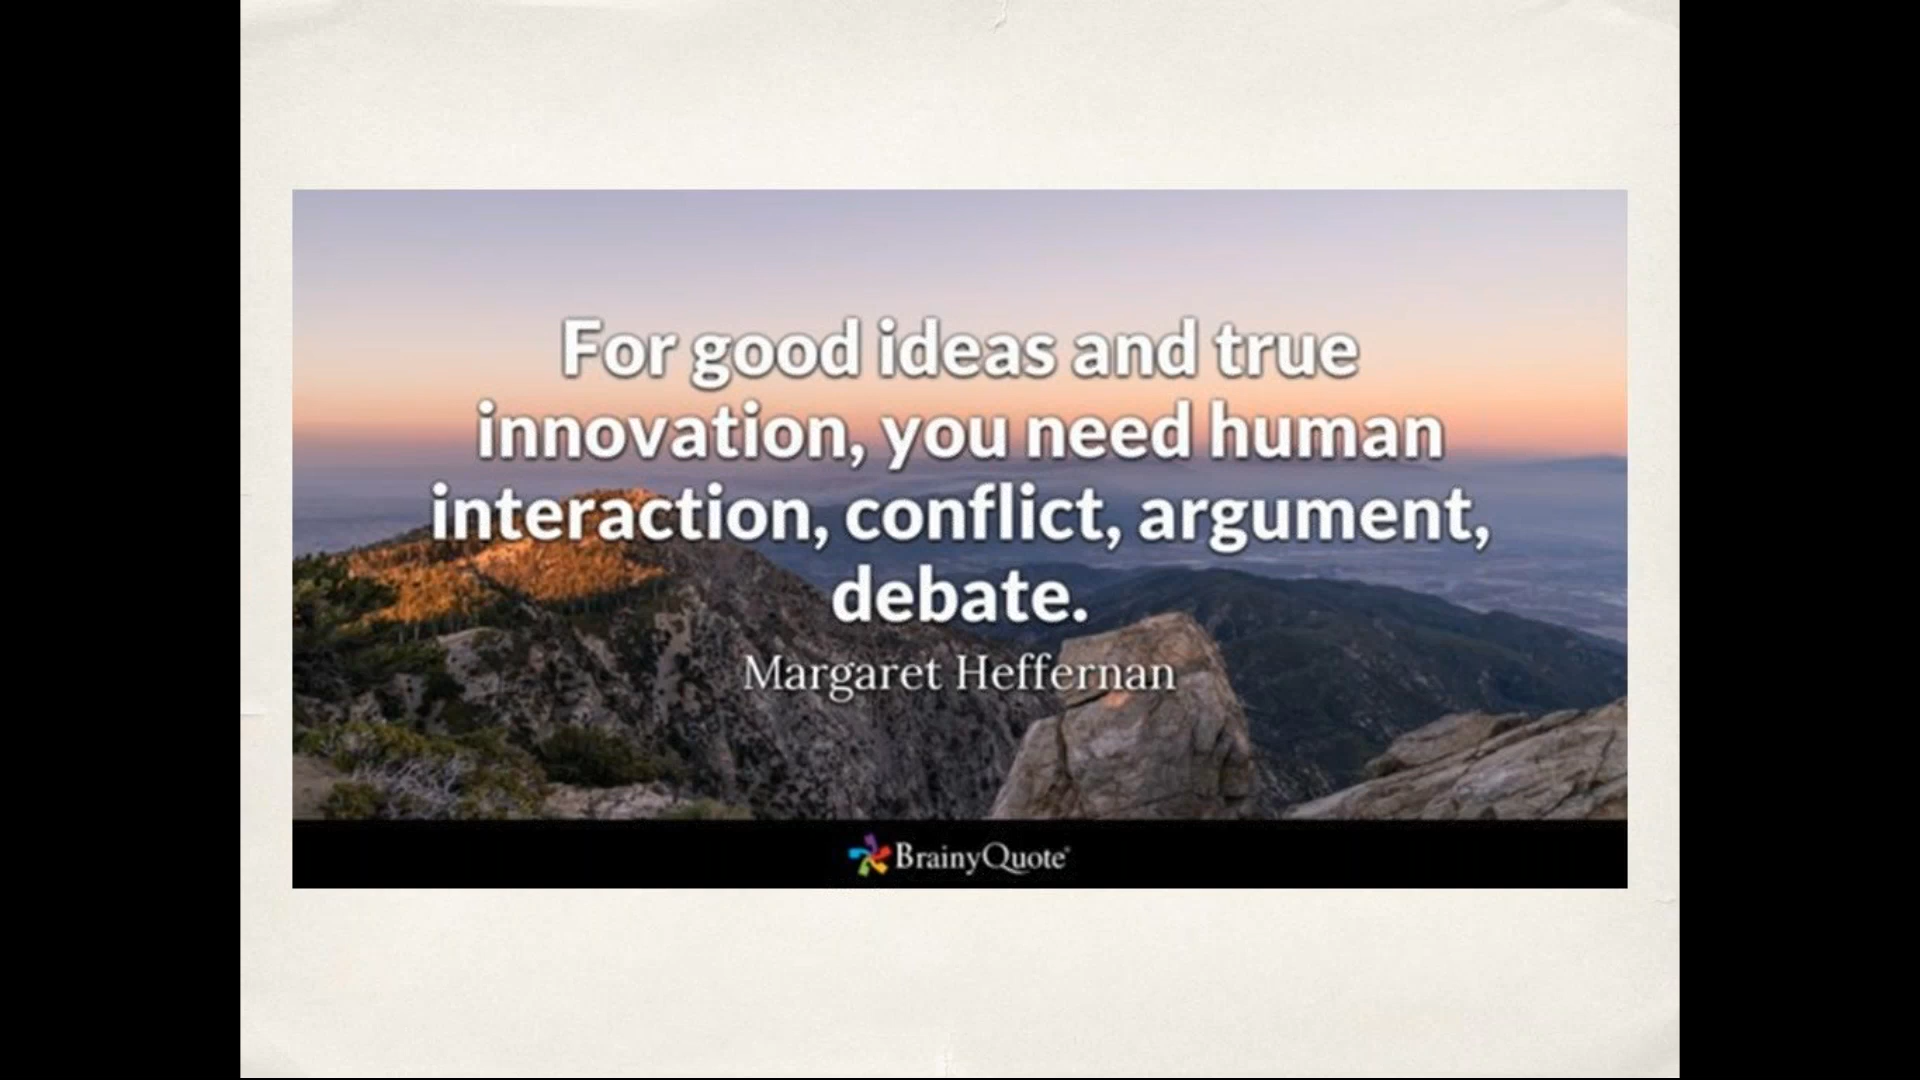 For good ideas and true
innovation, you need human
interaction, conflict, argument,
debate.
Margaret Heffernan
BrainyQuote®